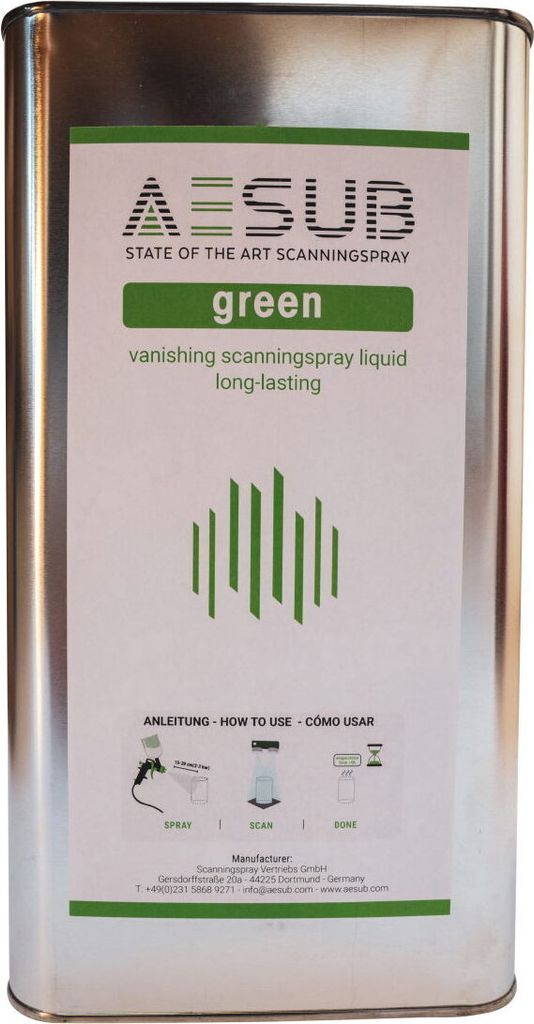 AESUB
STATE OF THE ART SCANNINGSPRAY
green
vanishing scanningspray liquid
long-lasting
ANLEITUNG - HOW TO USE - CÓMO USAR
SPRAY | SCAN | DONE
Manufacturer:
Scanningspray Vertriebs GmbH
Gersdorffstraße 20a - 44225 Dortmund - Germany
T: +49(0)231 5868 9271 - info@aesub.com - www.aesub.com